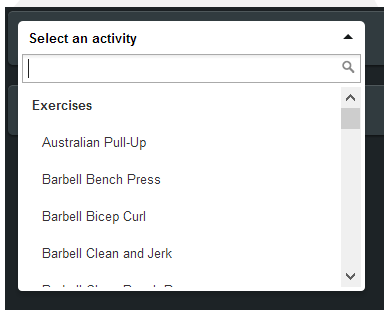 Select an activity
Exercises
Australian Pull-Up
Barbell Bench Press
Barbell Bicep Curl
Barbell Clean and Jerk